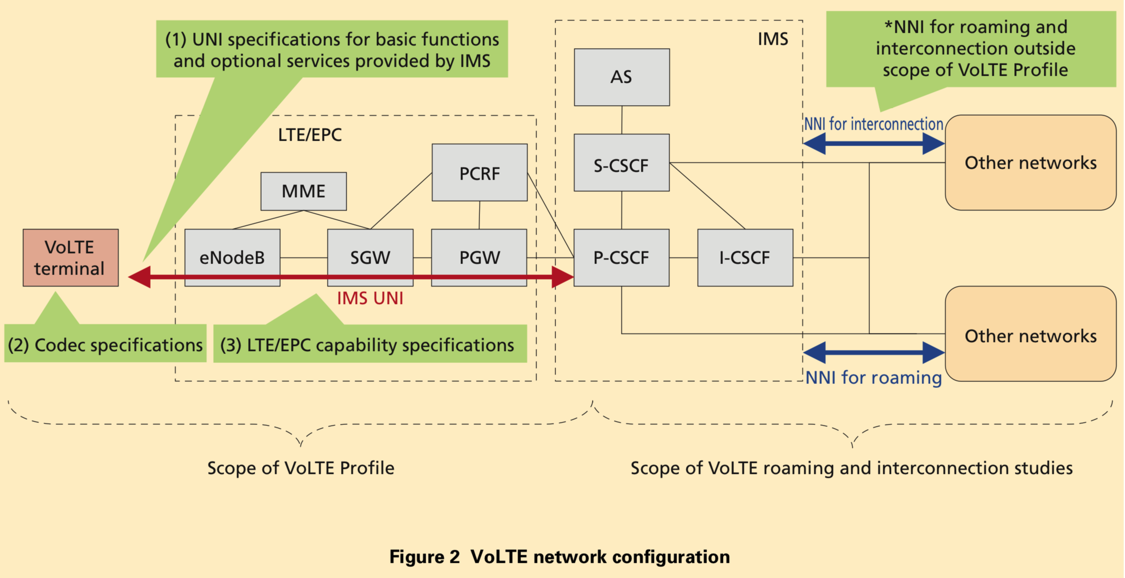 (1) UNI specifications for basic functions
and optional services provided by IMS
*NNI for roaming and
interconnection outside
scope of VoLTE Profile
IMS
AS
LTE/EPC
NNI for interconnection
S-CSCF
Other networks
PCRF
MME
VoLTE
terminal
eNodeB
SGW
PGW
P-CSCF
I-CSCF
IMS UNI
(2) Codec specifications
(3) LTE/EPC capability specifications
Other networks
NNI for roaming
Scope of VoLTE Profile
Scope of VoLTE roaming and interconnection studies
Figure 2 VoLTE network configuration